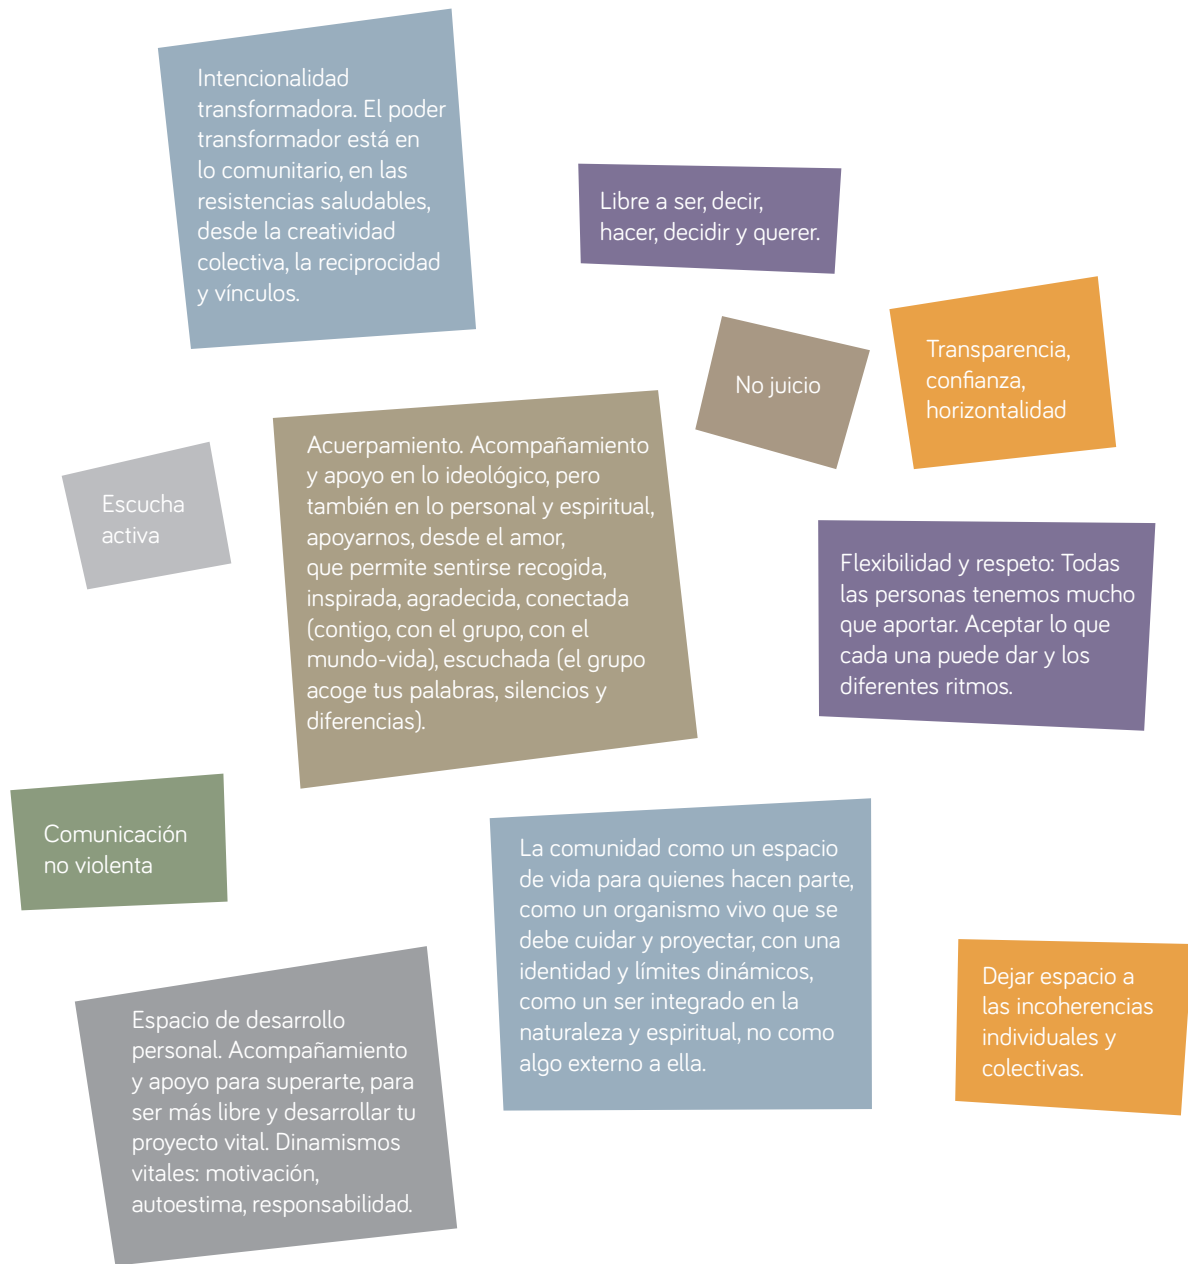 Intencionalidad
transformadora. El poder
transformador está en
lo comunitario, en las
resistencias saludables,
desde la creatividad
colectiva, la reciprocidad
y vínculos.
Libre a ser, decir,
hacer, decidir y querer.
No juicio
Transparencia,
confianza,
horizontalidad
Escucha
activa
Acuerpamiento. Acompañamiento
y apoyo en lo ideológico, pero
también en lo personal y espiritual,
apoyarnos, desde el amor,
que permite sentirse recogida,
inspirada, agradecida, conectada
(contigo, con el grupo, con el
mundo-vida), escuchada (el grupo
acoge tus palabras, silencios y
diferencias).
Flexibilidad y respeto: Todas
las personas tenemos mucho
que aportar. Aceptar lo que
cada una puede dar y los
diferentes ritmos.
Comunicación
no violenta
La comunidad como un espacio
de vida para quienes hacen parte,
como un organismo vivo que se
debe cuidar y proyectar, con una
identidad y límites dinámicos,
como un ser integrado en la
naturaleza y espiritual, no como
algo externo a ella.
Dejar espacio a
las incoherencias
individuales y
colectivas.
Espacio de desarrollo
personal. Acompañamiento
y apoyo para superarte, para
ser más libre y desarrollar tu
proyecto vital. Dinamismos
vitales: motivación,
autoestima, responsabilidad.